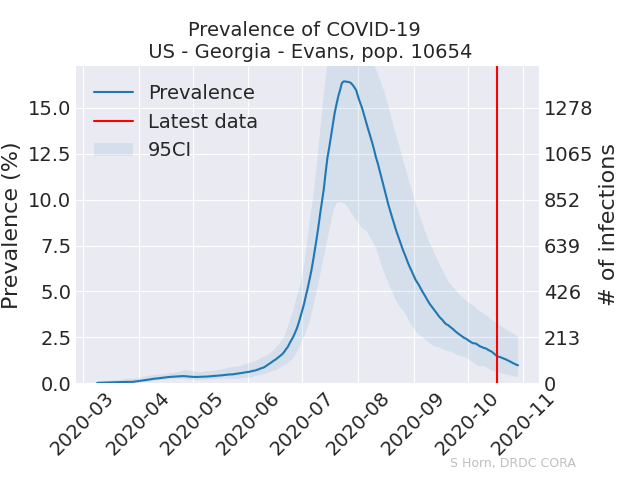 Prevalence of COVID-19
US - Georgia - Evans, pop. 10654
Prevalence
Latest data
95CI
Prevalence (%)
15.0
12.5
10.0
7.5
5.0
2.5
0.0
1278
1065
852
639
426
213
0
# of infections
2020-03
2020-04
2020-05
2020-06
2020-07
2020-08
2020-09
2020-10
2020-11
S Horn, DRDC CORA